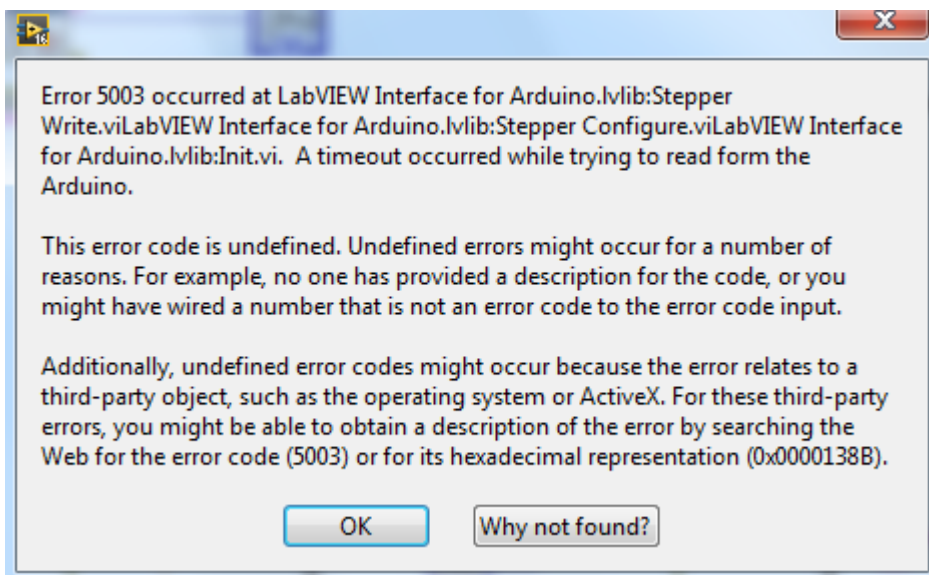 Error 5003 occurred at LabVIEW Interface for Arduino.lvlib:Stepper
Write.viLabVIEW Interface for Arduino.lvlib:Stepper Configure.viLabVIEW Interface
for Arduino.lvlib:Init.vi.  A timeout occurred while trying to read form the
Arduino.
This error code is undefined. Undefined errors might occur for a number of
reasons. For example, no one has provided a description for the code, or you
might have wired a number that is not an error code to the error code input.
Additionally, undefined error codes might occur because the error relates to a
third-party object, such as the operating system or ActiveX. For these third-party
errors, you might be able to obtain a description of the error by searching the
Web for the error code (5003) or for its hexadecimal representation (0x0000138B).
OK
Why not found?